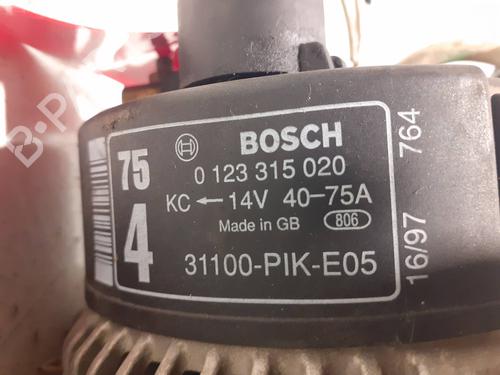 BOSCH
75
0 123 315 020
KC ← 14V 40-75A
4
Made in GB 806
31100-PIK-E05
16/97 764
B-P